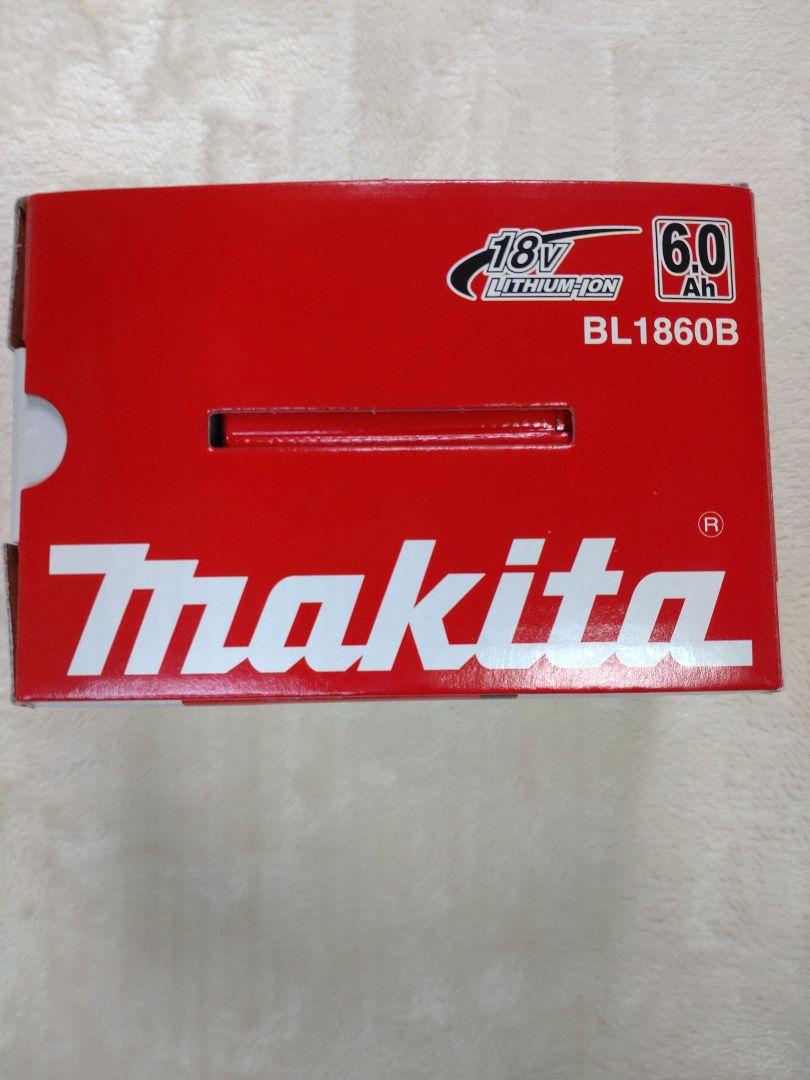 18V
LITHIUM-ION
6.0
Ah
BL1860B
makita®